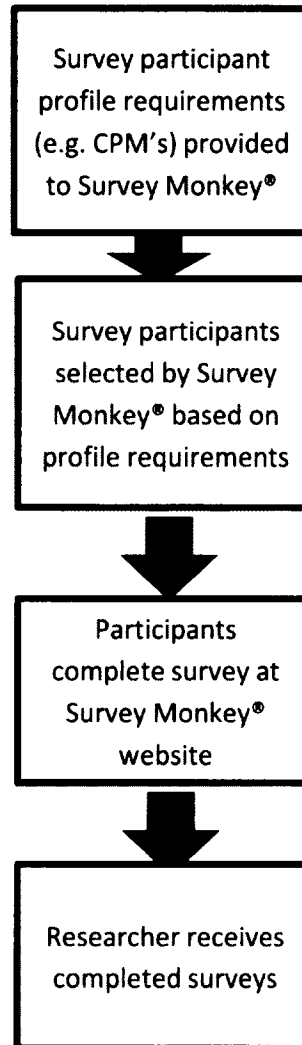 Survey participant
profile requirements
(e.g. CPM's) provided
to Survey Monkey®
Survey participants
selected by Survey
Monkey® based on
profile requirements
Participants
complete survey at
Survey Monkey®
website
Researcher receives
completed surveys